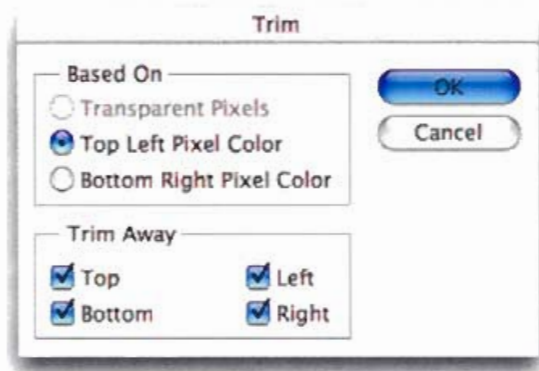 Trim
Based On
Transparent Pixels
Top Left Pixel Color
Bottom Right Pixel Color
OK
Cancel
Trim Away
Top
Left
Bottom
Right